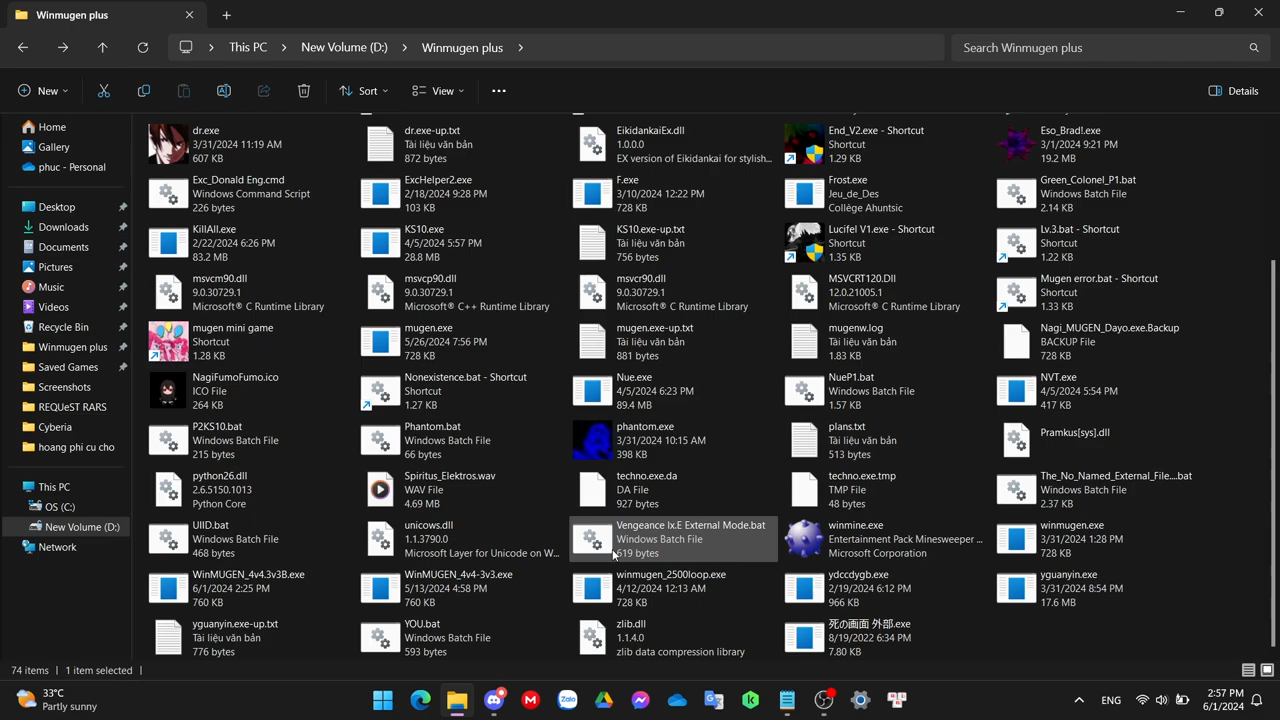 Winmugen plus
This PC
New Volume (D:)
Winmugen plus
Search Winmugen plus
New
Sort
View
Details
Home
Gallery
phuc - Personal
Desktop
Downloads
Documents
Pictures
Music
Videos
Recycle Bin
Winmugen plus
Saved Games
Screenshots
REQUeST RARS
Cyberia
hoang phi cu chc
This PC
OS (C:)
New Volume (D:)
Network
dr.exe
3/31/2024 11:19 AM
607 KB
dr.exe-up.txt
Tài liệu văn bản
872 bytes
EikidankaiEx.dll
1.0.0.0
EX version of Eikidankai for stylish...
End_V2.exe - Shortcut
Shortcut
1.29 KB
3/1/2024 9:21 PM
19.2 MB
Exc_Donald Eng.cmd
Windows Command Script
226 bytes
ExcHelper2.exe
2/18/2024 9:28 PM
103 KB
F.exe
3/10/2024 12:22 PM
728 KB
Frost.exe
Jeu_de_Des
Collège Ahuntsic
Green_Colonel_P1.bat
Windows Batch File
2.14 KB
KillAll.exe
2/22/2024 9:26 PM
83.2 MB
KS10.exe
4/5/2024 5:57 PM
28.8 MB
KS10.exe-up.txt
Tài liệu văn bản
756 bytes
Luciel V1.exe - Shortcut
Shortcut
1.35 KB
Shortcut
1.22 KB
msvcm90.dll
9.0.30729.1
Microsoft® C Runtime Library
msvcp90.dll
9.0.30729.1
Microsoft® C++ Runtime Library
msvcr90.dll
9.0.30729.1
Microsoft® C Runtime Library
MSVCRT120.Dll
12.0.21005.1
Microsoft® C Runtime Library
Mugen error.bat - Shortcut
Shortcut
1.33 KB
mugen mini game
Shortcut
1.28 KB
mugen.exe
5/26/2024 7:56 PM
728 KB
mugen.exe-up.txt
Tài liệu văn bản
881 bytes
Tài liệu văn bản
1.83 KB
BACKUP File
728 KB
NagiFumoFumo.ico
ICO File
264 KB
Nonexistence.bat - Shortcut
Shortcut
1.27 KB
Nue.exe
4/5/2024 6:23 PM
89.4 MB
NueP1.bat
Windows Batch File
1.57 KB
NVT.exe
4/5/2024 5:54 PM
417 KB
P2KS10.bat
Windows Batch File
215 bytes
Phantom.bat
Windows Batch File
66 bytes
phantom.exe
3/31/2024 10:15 AM
398 KB
plans.txt
Tài liệu văn bản
513 bytes
Pramkus[sys].dll
python26.dll
2.6.5150.1013
Python Core
Spiritus_Elektros.wav
WAV File
4.69 MB
techno.exe.da
DA File
927 bytes
techno.exe.tmp
TMP File
48 bytes
The_No_Named_External_File....bat
Windows Batch File
2.37 KB
UIID.bat
Windows Batch File
468 bytes
unicows.dll
1.1.3790.0
Microsoft Layer for Unicode on W...
Vengeance Ix.E External Mode.bat
Windows Batch File
519 bytes
winmine.exe
Entertainment Pack Minesweeper ...
Microsoft Corporation
winmugen.exe
3/31/2024 1:28 PM
728 KB
WinMUGEN_4v4.3v3B.exe
6/1/2024 2:25 PM
760 KB
WinMUGEN_4v4-3v3.exe
5/13/2024 4:52 PM
760 KB
winmugen_2500loop.exe
4/12/2024 12:13 AM
728 KB
2/19/2024 6:12 PM
966 KB
yguanyin.exe
3/31/2024 8:54 PM
17.6 MB
yguanyin.exe-up.txt
Tài liệu văn bản
776 bytes
YOU.bat
Windows Batch File
593 bytes
zlib.dll
1.1.4.0
zlib data compression library
死の画面 外部.exe
8/19/2022 6:34 PM
7.80 KB
74 items
1 item selected
33°C
Partly sunny
Zalo
ENG
2:57 PM
6/1/2024